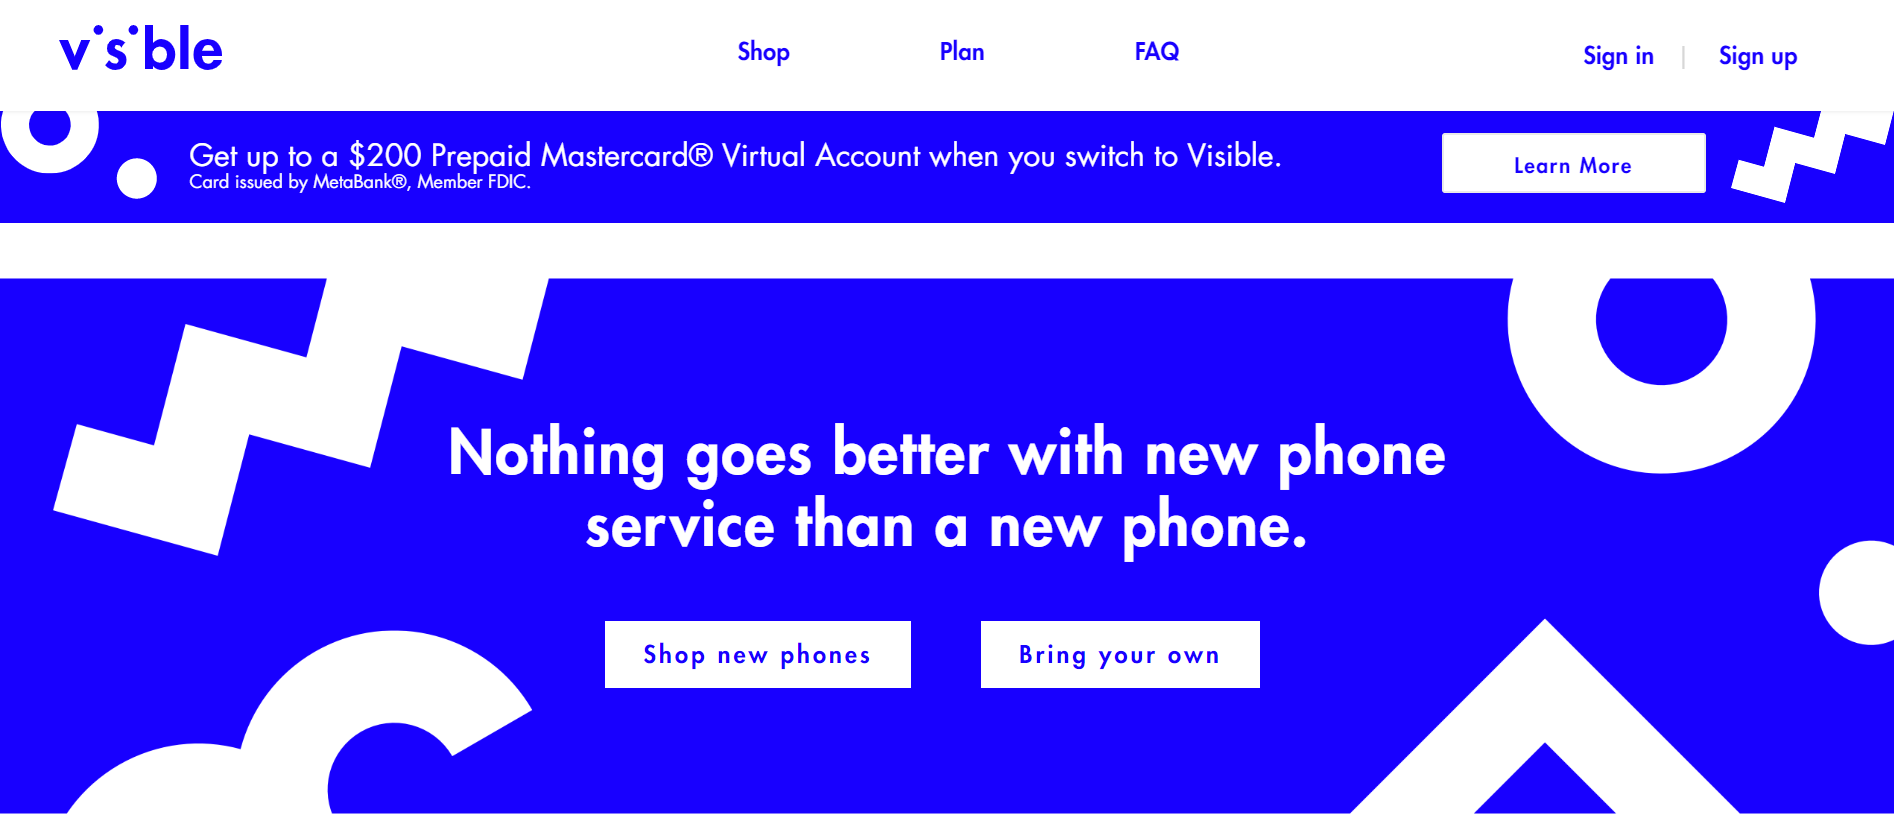 visible
Shop Plan FAQ
Sign in | Sign up
Get up to a $200 Prepaid Mastercard® Virtual Account when you switch to Visible.
Card issued by MetaBank®, Member FDIC.
Learn More
Nothing goes better with new phone
service than a new phone.
Shop new phones
Bring your own